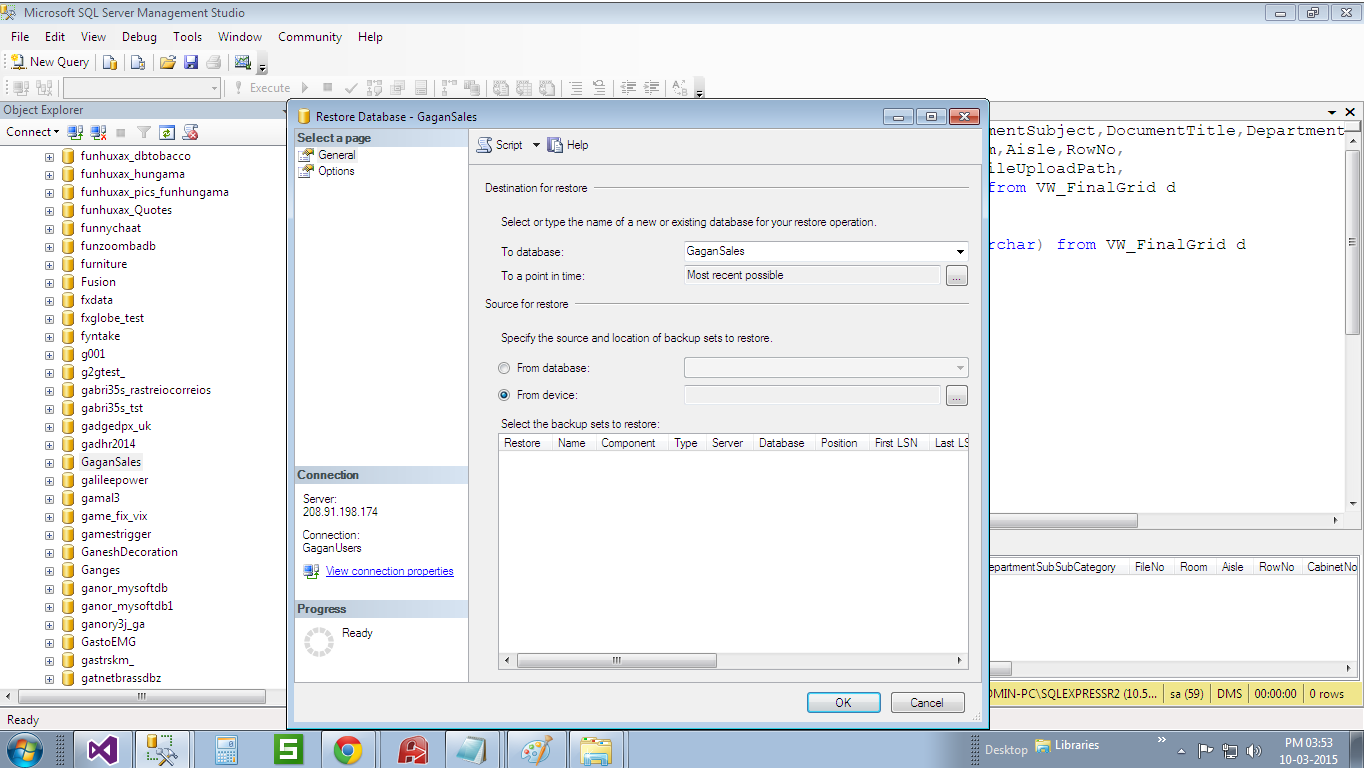 Microsoft SQL Server Management Studio
File Edit View Debug Tools Window Community Help
New Query
Execute
Object Explorer
Connect
funhuxax_dbtobacco
funhuxax_hungama
funhuxax_pics_funhungama
funhuxax_Quotes
funnychaat
funzoombadb
furniture
Fusion
fxdata
fxglobe_test
fyntake
g001
g2gtest_
gabri35s_rastreiocorreios
gabri35s_tst
gadgedpx_uk
gadhr2014
GaganSales
galileepower
gamal3
game_fix_vix
gamestrigger
GaneshDecoration
Ganges
ganor_mysoftdb
ganor_mysoftdb1
ganory3j_ga
GastoEMG
gastrskm_
gatnetbrassdbz
Restore Database - GaganSales
Select a page
General
Options
Connection
Server:
208.91.198.174
Connection:
GaganUsers
View connection properties
Progress
Ready
Script Help
Destination for restore
Select or type the name of a new or existing database for your restore operation.
To database: GaganSales
To a point in time: Most recent possible ...
Source for restore
Specify the source and location of backup sets to restore.
From database:
From device: ...
Select the backup sets to restore:
Restore Name Component Type Server Database Position First LSN Last LS
OK Cancel
mentSubject,DocumentTitle,Department
n,Aisle,RowNo,
ileUploadPath,
from VW_FinalGrid d
rchar) from VW_FinalGrid d
epartmentSubSubCategory FileNo Room Aisle RowNo CabinetNo
DMIN-PC\SQLEXPRESSR2 (10.5... sa (59) DMS 00:00:00 0 rows
Ready
Desktop Libraries » PM 03:53
10-03-2015